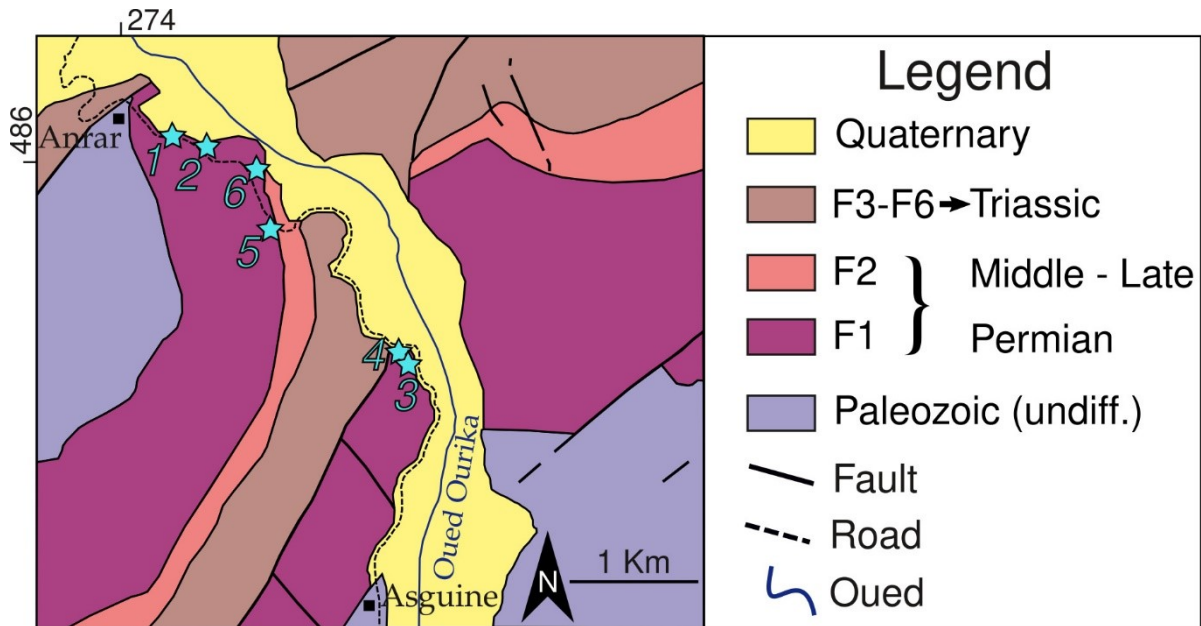 274
486
Anrar
1
2
6
5
4
3
Oued Ourika
Asguine
N
1 Km
Legend
Quaternary
F3-F6→Triassic
F2 } Middle - Late
F1 Permian
Paleozoic (undiff.)
Fault
Road
Oued